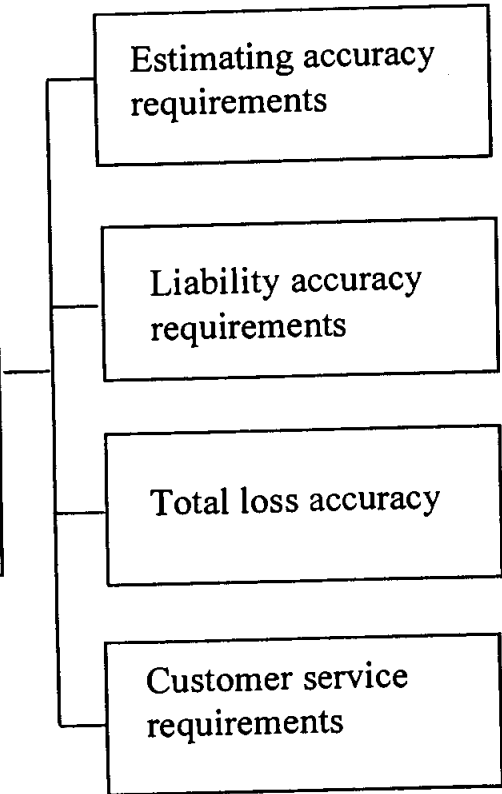 Estimating accuracy
requirements
Liability accuracy
requirements
Total loss accuracy
Customer service
requirements